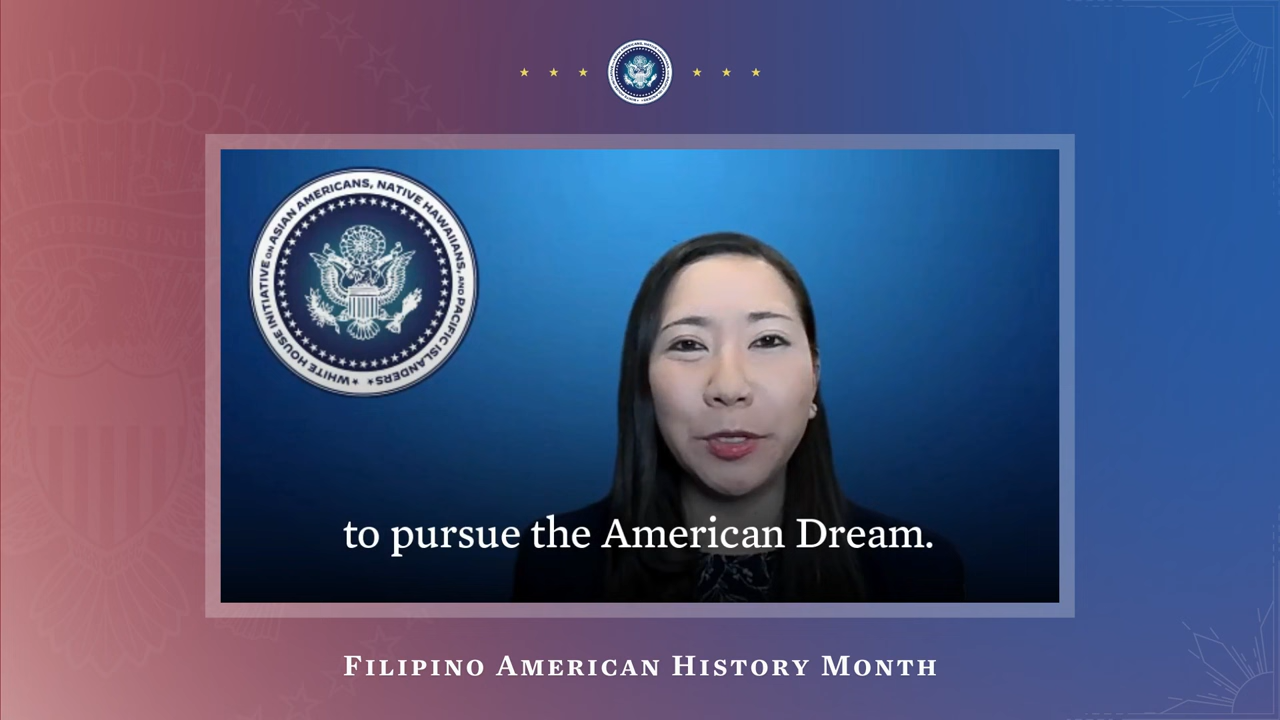 WHITE HOUSE INITIATIVE ON ASIAN AMERICANS, NATIVE HAWAIIANS, AND PACIFIC ISLANDERS
to pursue the American Dream.
FILIPINO AMERICAN HISTORY MONTH